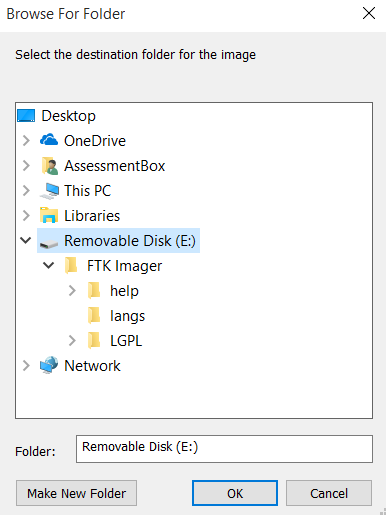 Browse For Folder
Select the destination folder for the image
Desktop
OneDrive
AssessmentBox
This PC
Libraries
Removable Disk (E:)
FTK Imager
help
langs
LGPL
Network
Folder: Removable Disk (E:)
Make New Folder OK Cancel